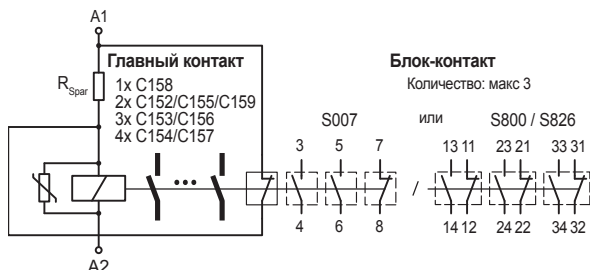 A1
Главный контакт
Блок-контакт
R Spar
1x C158
2x C152/C155/C159
3x C153/C156
4x C154/C157
Количество: макс 3
S007 или S800 / S826
3 5 7 13 11 23 21 33 31
/
4 6 8 14 12 24 22 34 32
A2